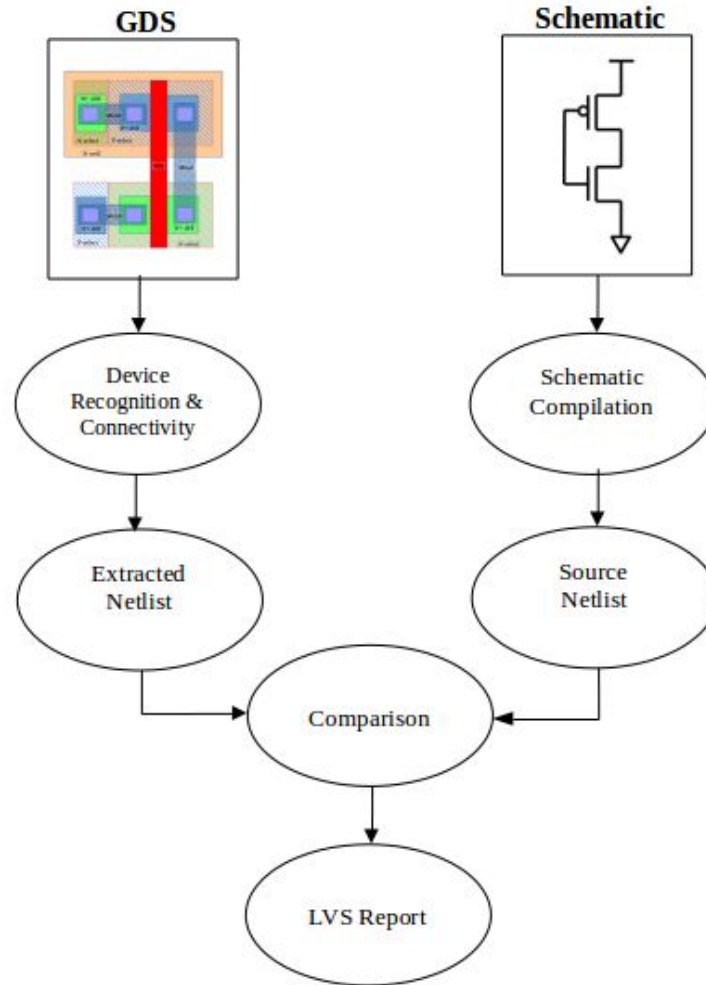 GDS
Schematic
Device
Recognition &
Connectivity
Schematic
Compilation
Extracted
Netlist
Source
Netlist
Comparison
LVS Report